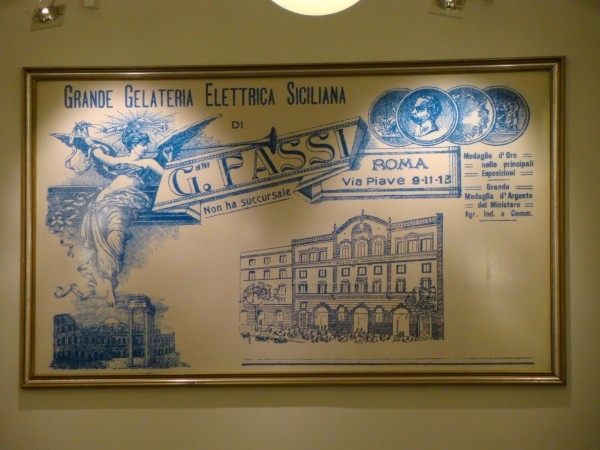 GRANDE GELATERIA ELETTRICA SICILIANA
DI
G.NNI FASSI
Non ha succursale
ROMA
Via Piave 9-11-13
Medaglie d'Oro
nelle principali
Esposizioni
Grande
Medaglia d'Argento
del Ministero
Agr. Ind. e Comm.